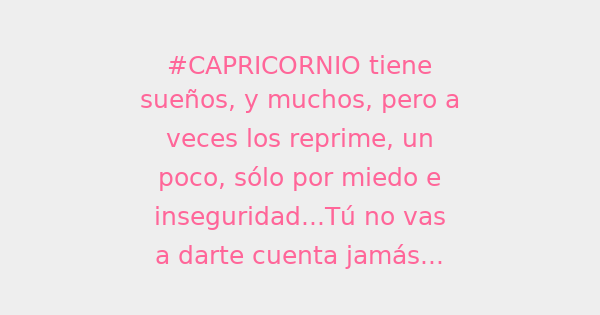 #CAPRICORNIO tiene
sueños, y muchos, pero a
veces los reprime, un
poco, sólo por miedo e
inseguridad...Tú no vas
a darte cuenta jamás...